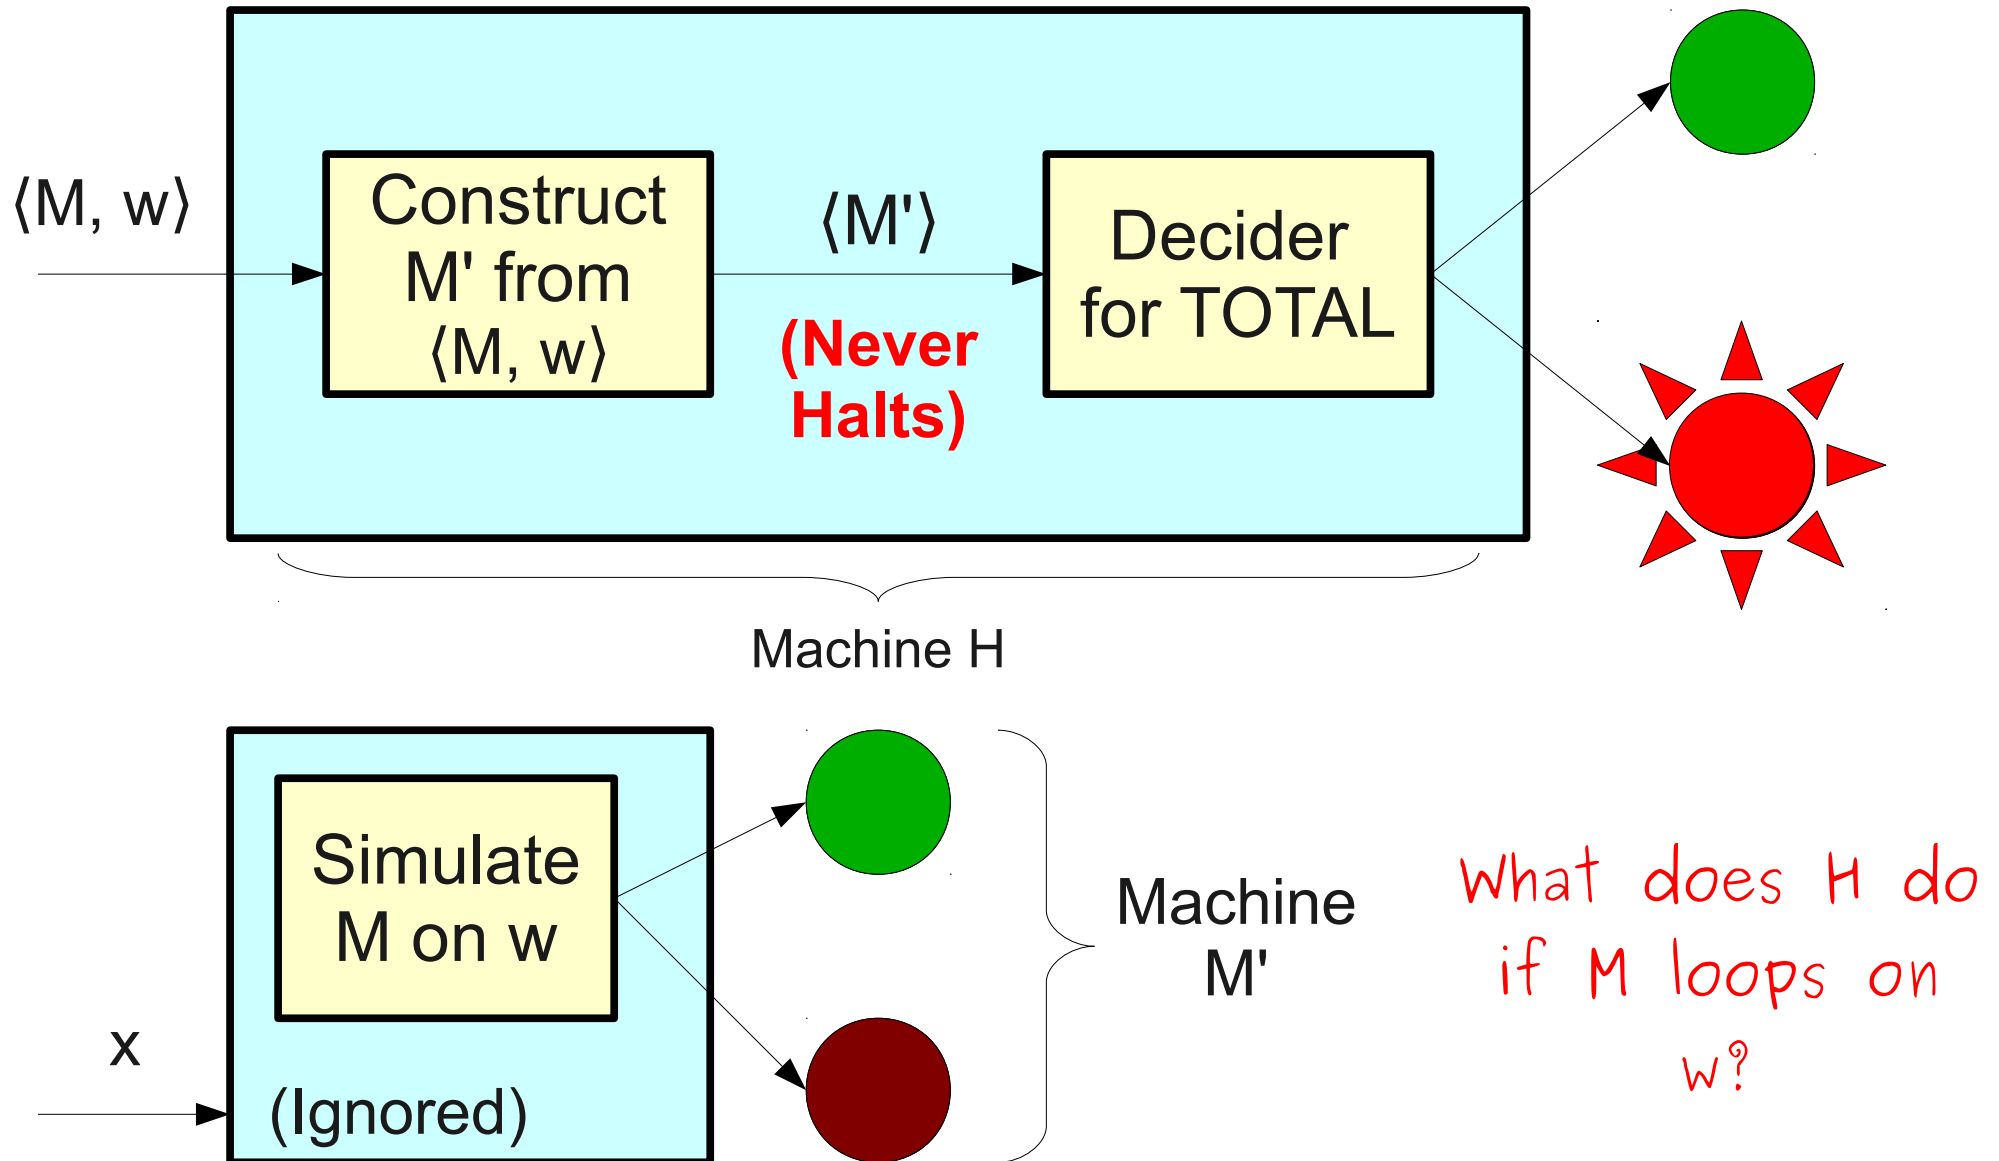 ⟨M, w⟩
Construct
M' from
⟨M, w⟩
⟨M'⟩
(Never
Halts)
Decider
for TOTAL
Machine H
Simulate
M on w
x
(Ignored)
Machine
M'
What does H do
if M loops on
w?